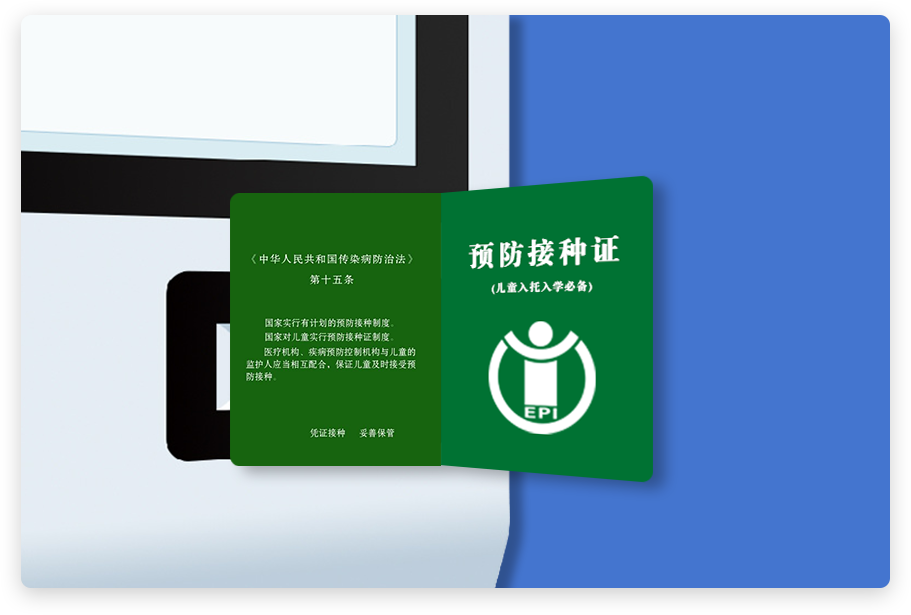 《中华人民共和国传染病防治法》
第十五条
国家实行有计划的预防接种制度。
国家对儿童实行预防接种证制度。
医疗机构、疾病预防控制机构与儿童的
监护人应当相互配合，保证儿童及时接受预
防接种。
凭证接种 妥善保管
预防接种证
(儿童入托入学必备)
EPI